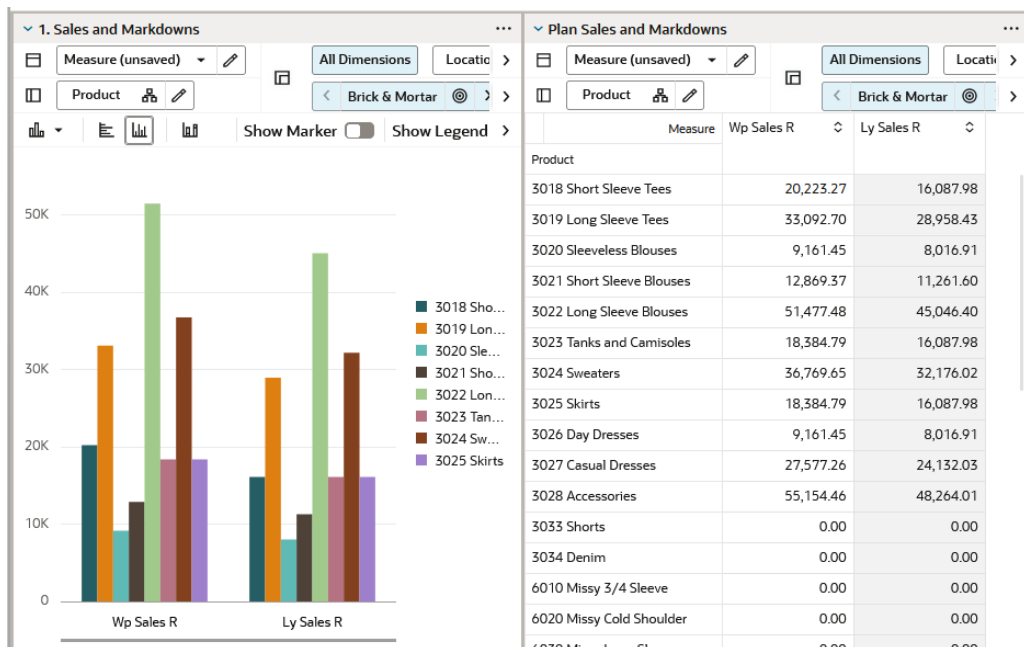 1. Sales and Markdowns
Measure (unsaved)
All Dimensions
Locatio
Product
Brick & Mortar
Show Marker
Show Legend
50K
40K
30K
20K
10K
0
Wp Sales R
Ly Sales R
3018 Sho...
3019 Lon...
3020 Sle...
3021 Sho...
3022 Lon...
3023 Tan...
3024 Sw...
3025 Skirts
Plan Sales and Markdowns
Measure (unsaved)
All Dimensions
Locati
Product
Brick & Mortar
Measure Wp Sales R Ly Sales R
Product
3018 Short Sleeve Tees 20,223.27 16,087.98
3019 Long Sleeve Tees 33,092.70 28,958.43
3020 Sleeveless Blouses 9,161.45 8,016.91
3021 Short Sleeve Blouses 12,869.37 11,261.60
3022 Long Sleeve Blouses 51,477.48 45,046.40
3023 Tanks and Camisoles 18,384.79 16,087.98
3024 Sweaters 36,769.65 32,176.02
3025 Skirts 18,384.79 16,087.98
3026 Day Dresses 9,161.45 8,016.91
3027 Casual Dresses 27,577.26 24,132.03
3028 Accessories 55,154.46 48,264.01
3033 Shorts 0.00 0.00
3034 Denim 0.00 0.00
6010 Missy 3/4 Sleeve 0.00 0.00
6020 Missy Cold Shoulder 0.00 0.00